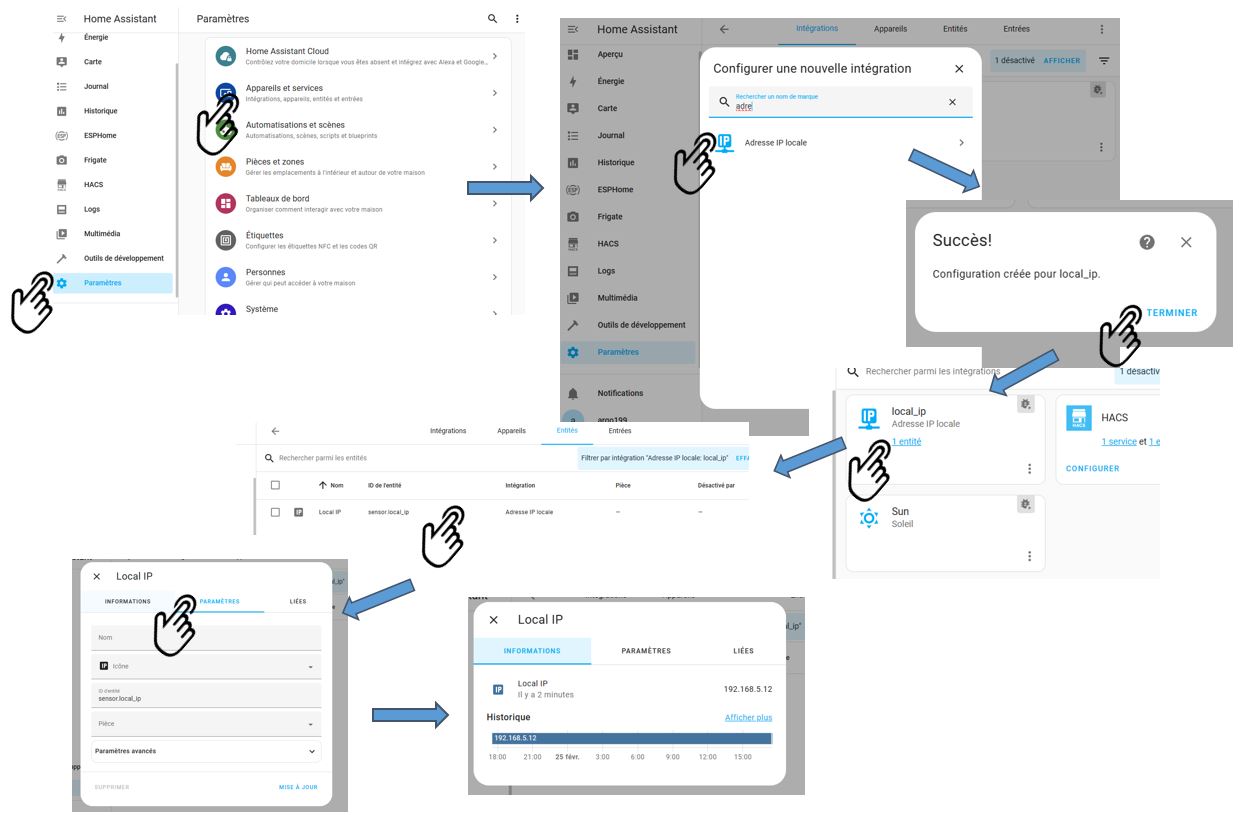 Home Assistant
Énergie
Carte
Journal
Historique
ESPHome
Frigate
HACS
Logs
Multimédia
Outils de développement
Paramètres
Paramètres
Home Assistant Cloud
Contrôlez votre domicile lorsque vous êtes absent et intégrez avec Alexa et Google...
Appareils et services
Intégrations, appareils, entités et entrées
Automatisations et scènes
Automatisations, scènes, scripts et blueprints
Pièces et zones
Gérer les emplacements à l'intérieur et autour de votre maison
Tableaux de bord
Organiser comment interagir avec votre maison
Étiquettes
Configurer les étiquettes NFC et les codes QR
Personnes
Gérer qui peut accéder à votre maison
Système
Home Assistant
Aperçu
Énergie
Carte
Journal
Historique
ESPHome
Frigate
HACS
Logs
Multimédia
Outils de développement
Paramètres
Notifications
a argo199
Intégrations Appareils Entités Entrées
1 désactivé AFFICHER
Configurer une nouvelle intégration
Rechercher un nom de marque
adre
IP Adresse IP locale
Succès!
Configuration créée pour local_ip.
TERMINER
Rechercher parmi les intégrations
1 désactiv
IP local_ip
Adresse IP locale
1 entité
HACS
HACS
1 service et 1 e
CONFIGURER
Sun
Soleil
Intégrations Appareils Entités Entrées
Rechercher parmi les entités
Filtrer par intégration "Adresse IP locale: local_ip" EFFA
Nom ID de l'entité Intégration Pièce Désactivé par
IP Local IP sensor.local_ip Adresse IP locale – –
Local IP
INFORMATIONS PARAMÈTRES LIÉES
Nom
IP Icône
ID d'entité
sensor.local_ip
Pièce
Paramètres avancés
SUPPRIMER MISE À JOUR
Local IP
INFORMATIONS PARAMÈTRES LIÉES
IP Local IP
Il y a 2 minutes
192.168.5.12
Historique Afficher plus
192.168.5.12
18:00 21:00 25 févr. 3:00 6:00 9:00 12:00 15:00